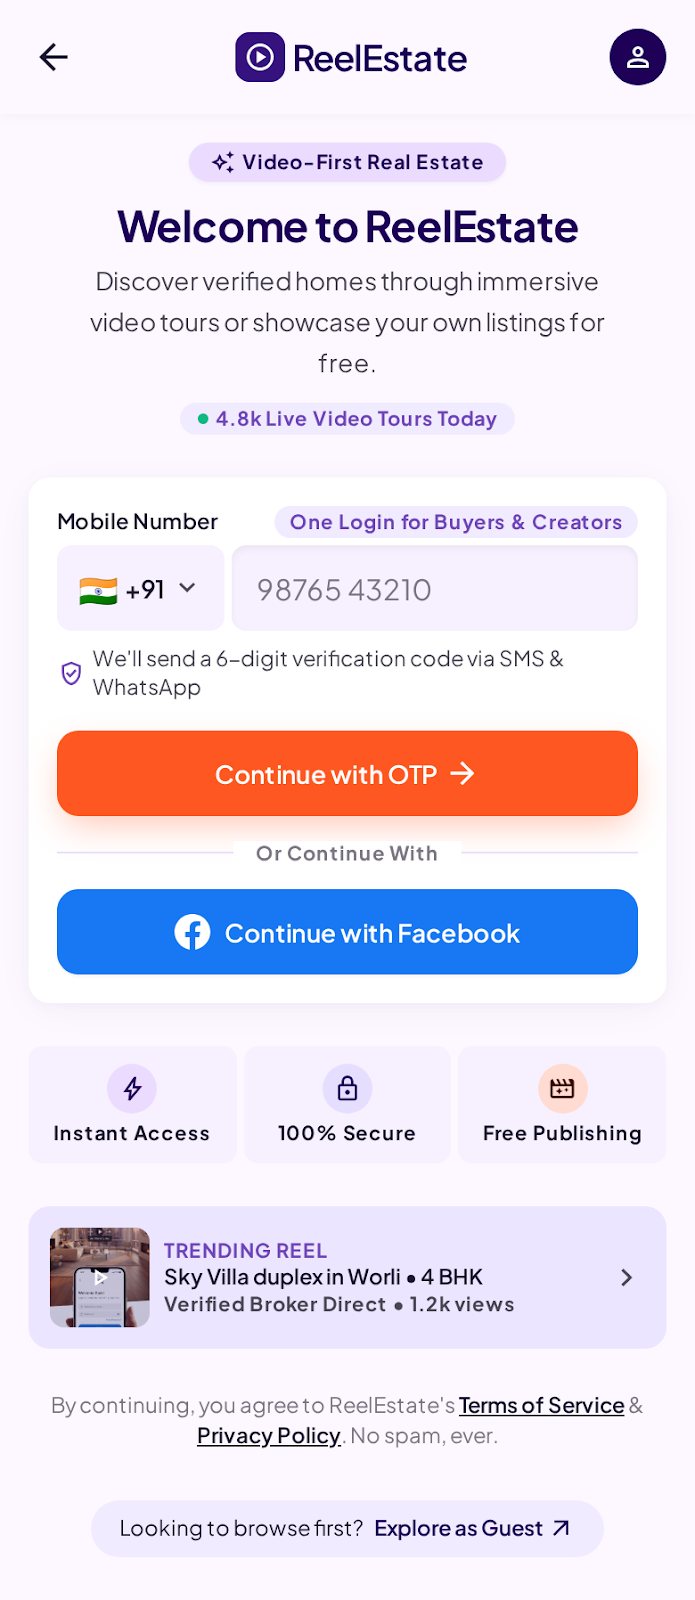 ReelEstate
Video-First Real Estate
Welcome to ReelEstate
Discover verified homes through immersive
video tours or showcase your own listings for
free.
4.8k Live Video Tours Today
Mobile Number
One Login for Buyers & Creators
🇮🇳 +91
98765 43210
We'll send a 6-digit verification code via SMS &
WhatsApp
Continue with OTP →
Or Continue With
Continue with Facebook
Instant Access
100% Secure
Free Publishing
TRENDING REEL
Sky Villa duplex in Worli • 4 BHK
Verified Broker Direct • 1.2k views
By continuing, you agree to ReelEstate's Terms of Service &
Privacy Policy. No spam, ever.
Looking to browse first? Explore as Guest ↗